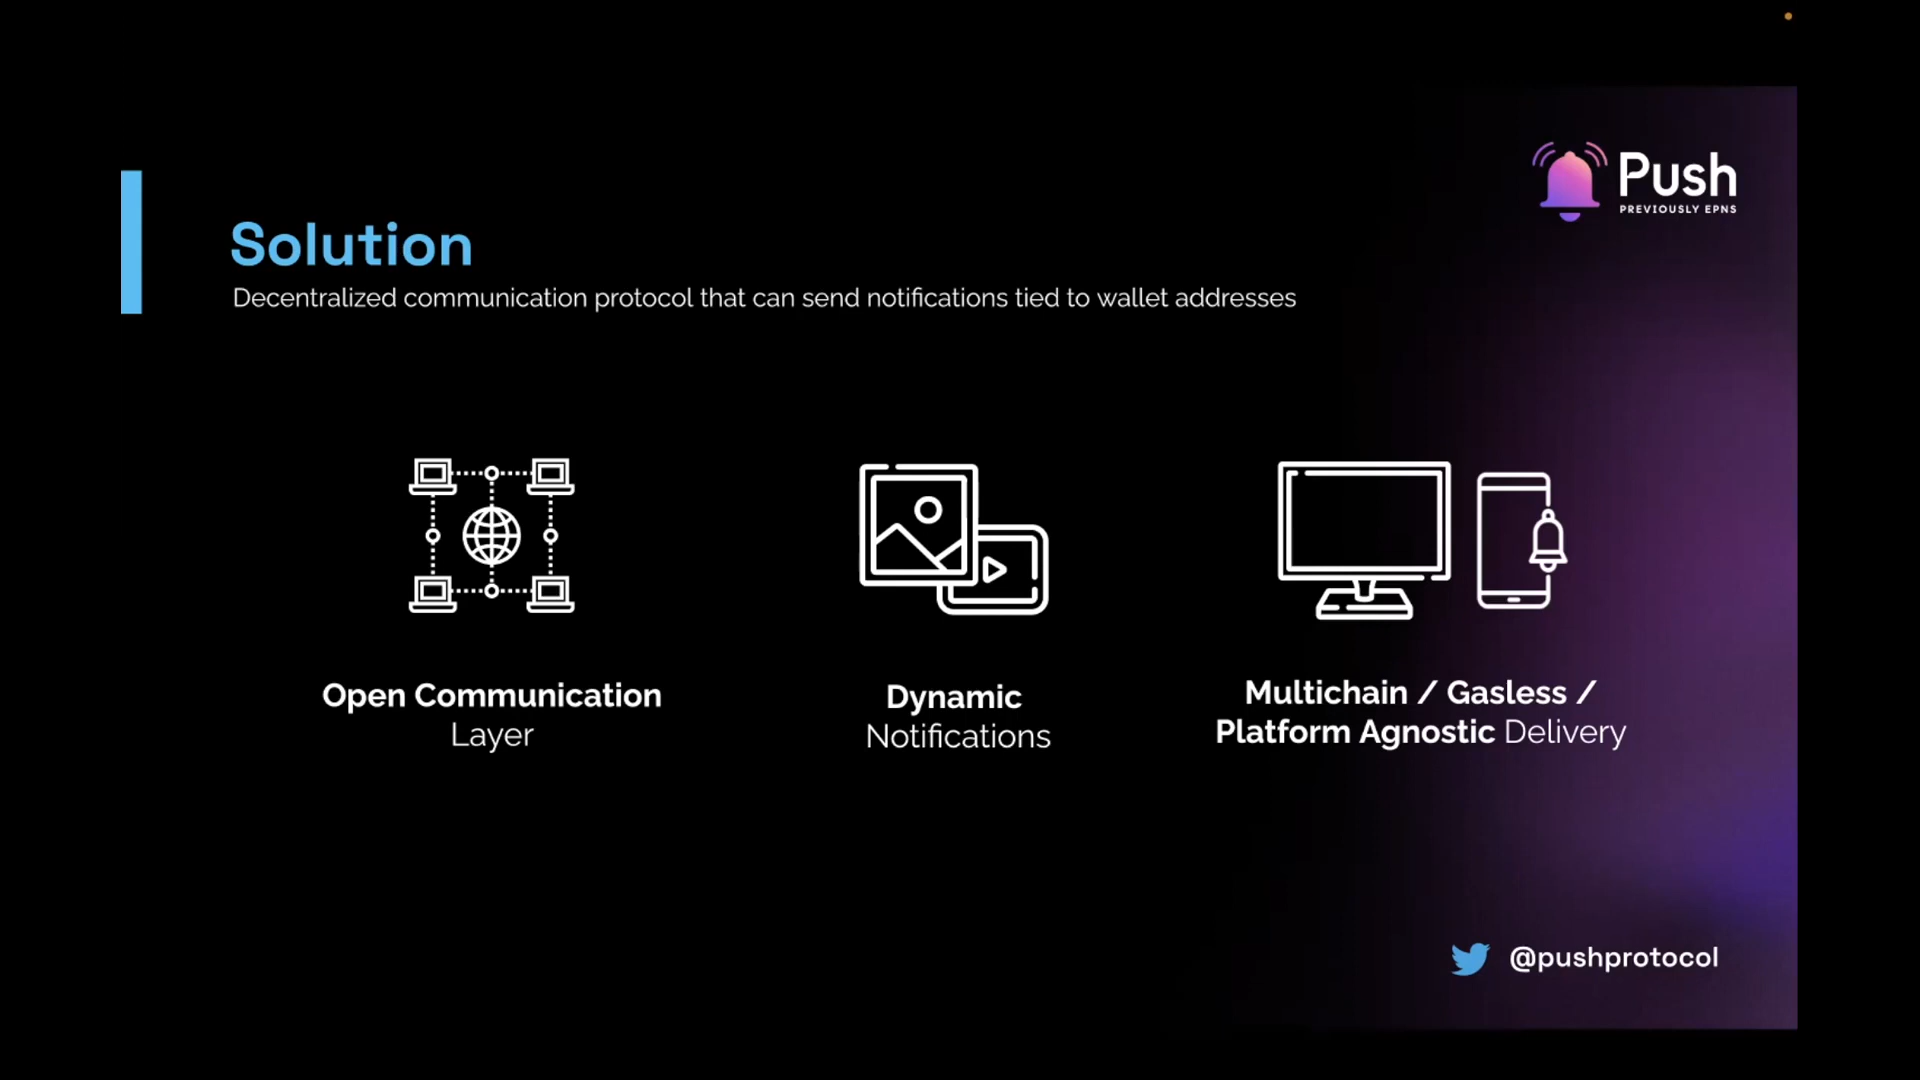 Push
PREVIOUSLY EPNS
Solution
Decentralized communication protocol that can send notifications tied to wallet addresses
Open Communication
Layer
Dynamic
Notifications
Multichain / Gasless /
Platform Agnostic Delivery
@pushprotocol